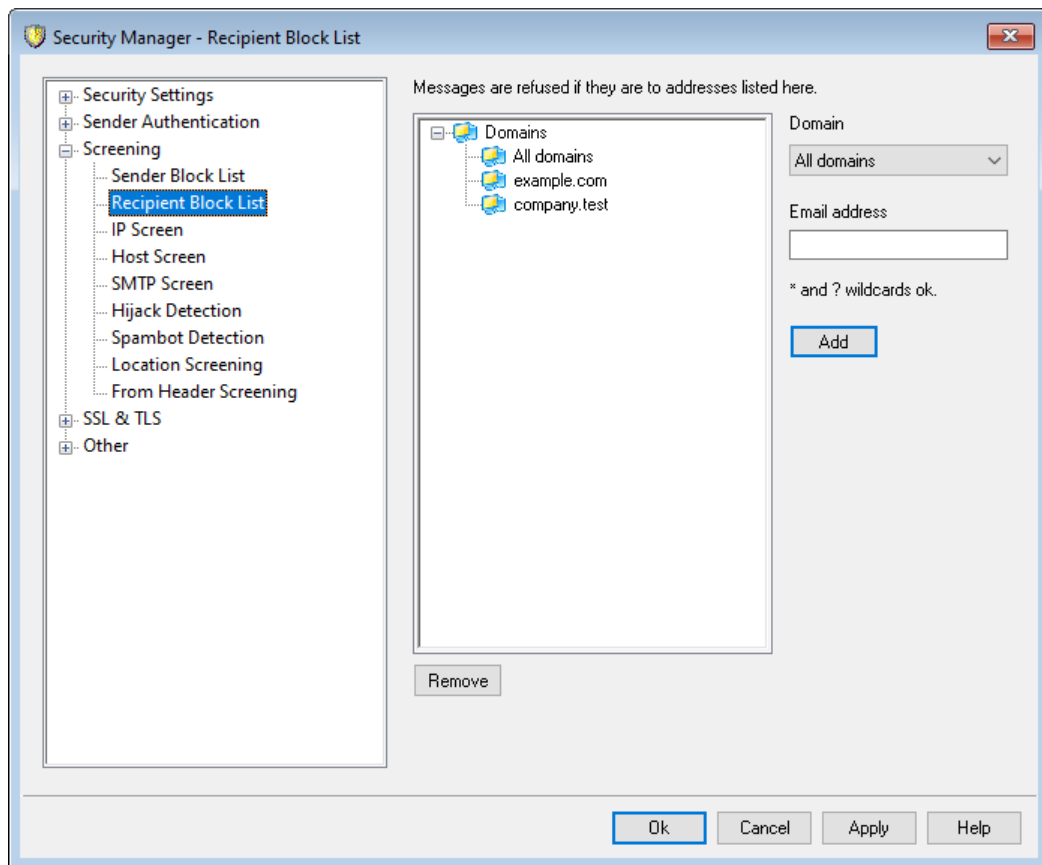 Security Manager - Recipient Block List
Security Settings
Sender Authentication
Screening
Sender Block List
Recipient Block List
IP Screen
Host Screen
SMTP Screen
Hijack Detection
Spambot Detection
Location Screening
From Header Screening
SSL & TLS
Other
Messages are refused if they are to addresses listed here.
Domains
All domains
example.com
company.test
Remove
Domain
All domains
Email address
* and ? wildcards ok.
Add
Ok
Cancel
Apply
Help